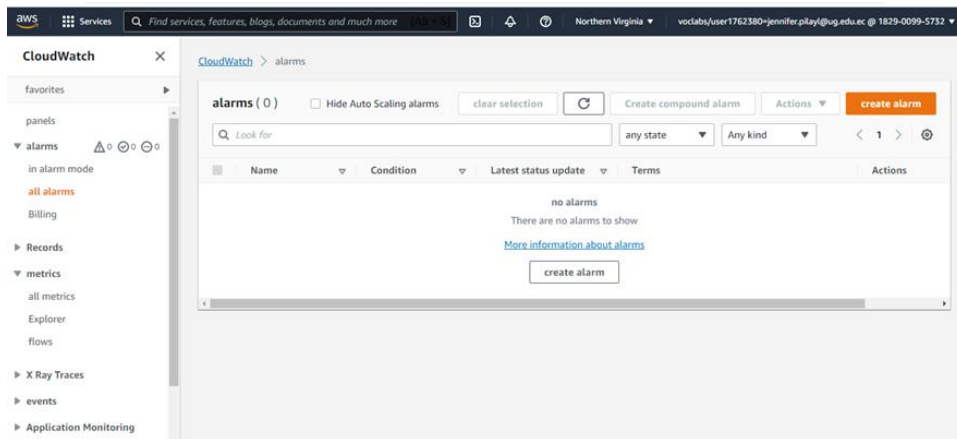 aws Services Find services, features, blogs, documents and much more [Alt + S] Northern Virginia voclabs/user1762380=jennifer.pilayl@ug.edu.ec @ 1829-0099-5732
CloudWatch
favorites
panels
alarms 0 0 0
in alarm mode
all alarms
Billing
Records
metrics
all metrics
Explorer
flows
X Ray Traces
events
Application Monitoring
CloudWatch > alarms
alarms ( 0 ) Hide Auto Scaling alarms clear selection Create compound alarm Actions create alarm
Look for any state Any kind < 1 >
Name Condition Latest status update Terms Actions
no alarms
There are no alarms to show
More information about alarms
create alarm